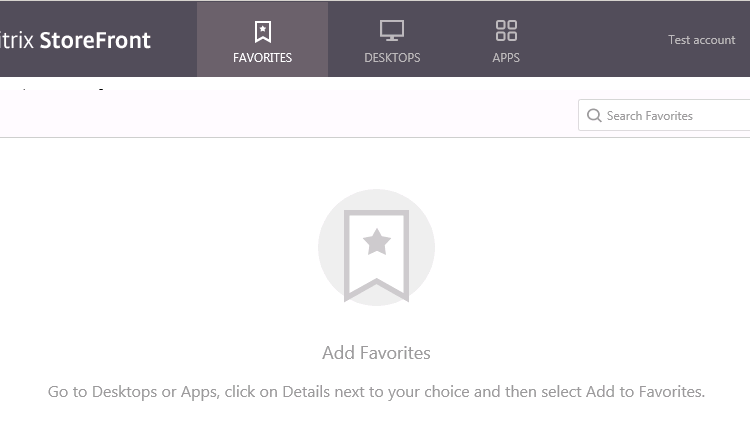 itrix StoreFront
FAVORITES
DESKTOPS
APPS
Test account
Search Favorites
Add Favorites
Go to Desktops or Apps, click on Details next to your choice and then select Add to Favorites.